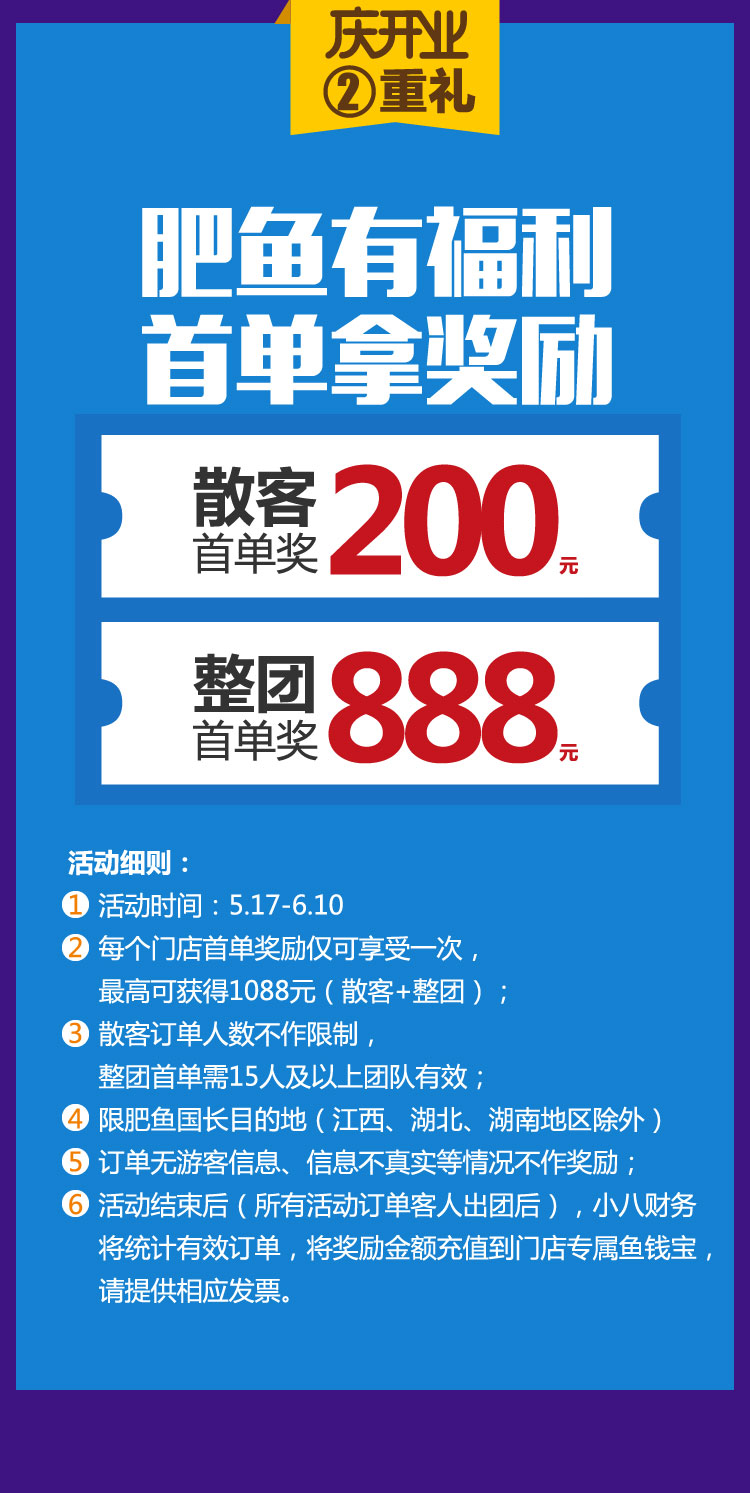 庆开业
②重礼
肥鱼有福利
首单拿奖励
散客
首单奖
200元
整团
首单奖
888元
活动细则：
① 活动时间：5.17-6.10
② 每个门店首单奖励仅可享受一次，
最高可获得1088元（散客+整团）；
③ 散客订单人数不作限制，
整团首单需15人及以上团队有效；
④ 限肥鱼国长目的地（江西、湖北、湖南地区除外）
⑤ 订单无游客信息、信息不真实等情况不作奖励；
⑥ 活动结束后（所有活动订单客人出团后），小八财务
将统计有效订单，将奖励金额充值到门店专属鱼钱宝，
请提供相应发票。